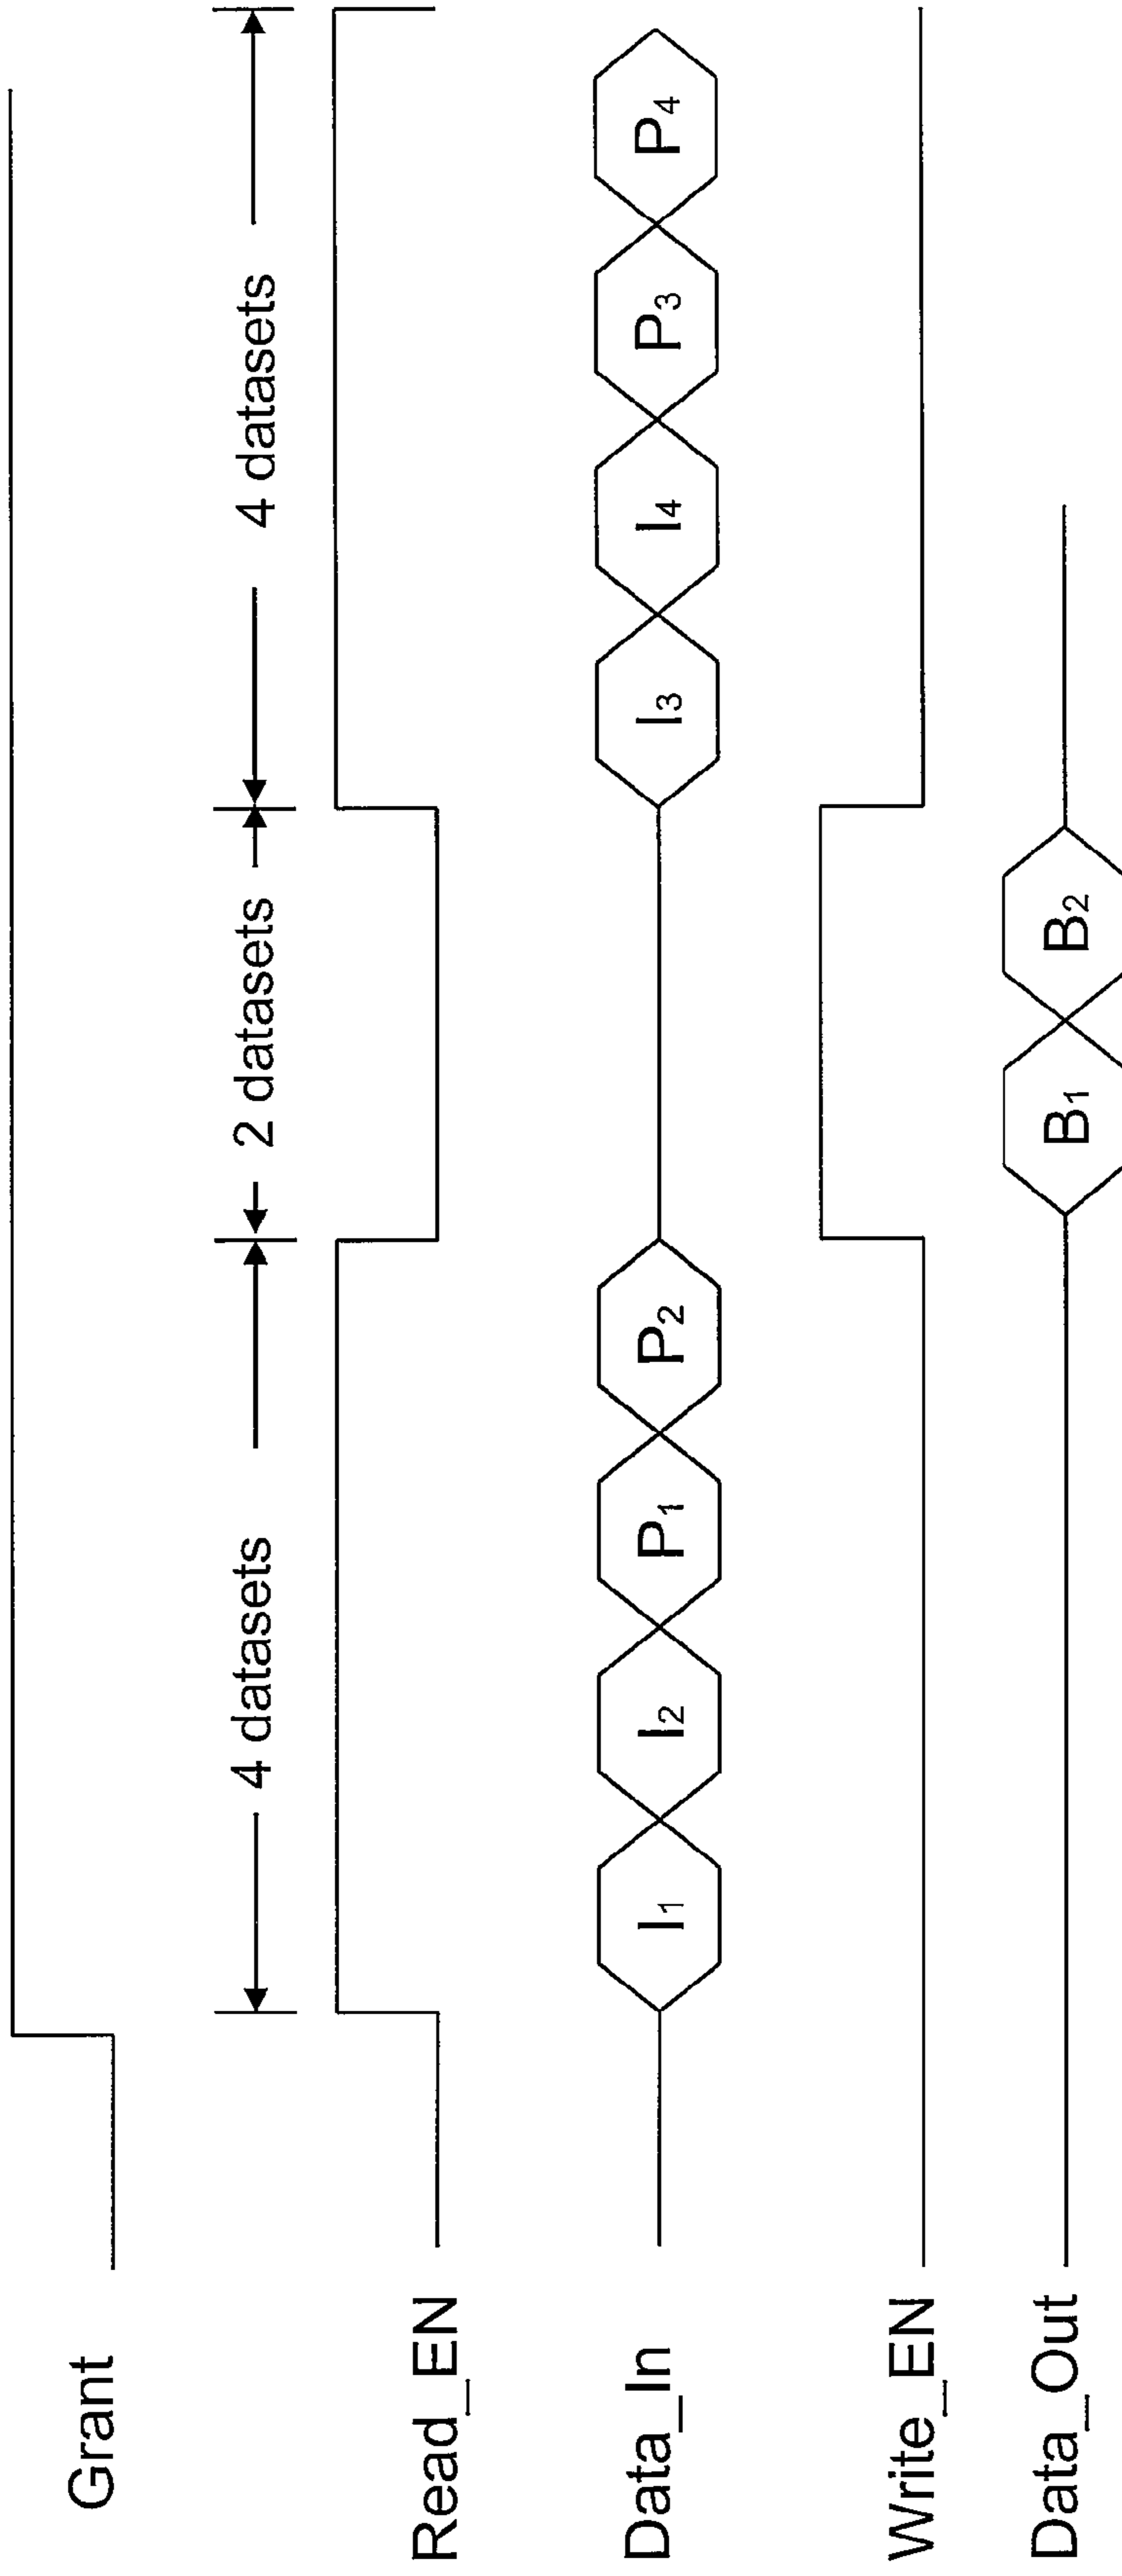 Grant
4 datasets 2 datasets 4 datasets
Read_EN
Data_In I₁ I₂ P₁ P₂ I₃ I₄ P₃ P₄
Write_EN
Data_Out B₁ B₂